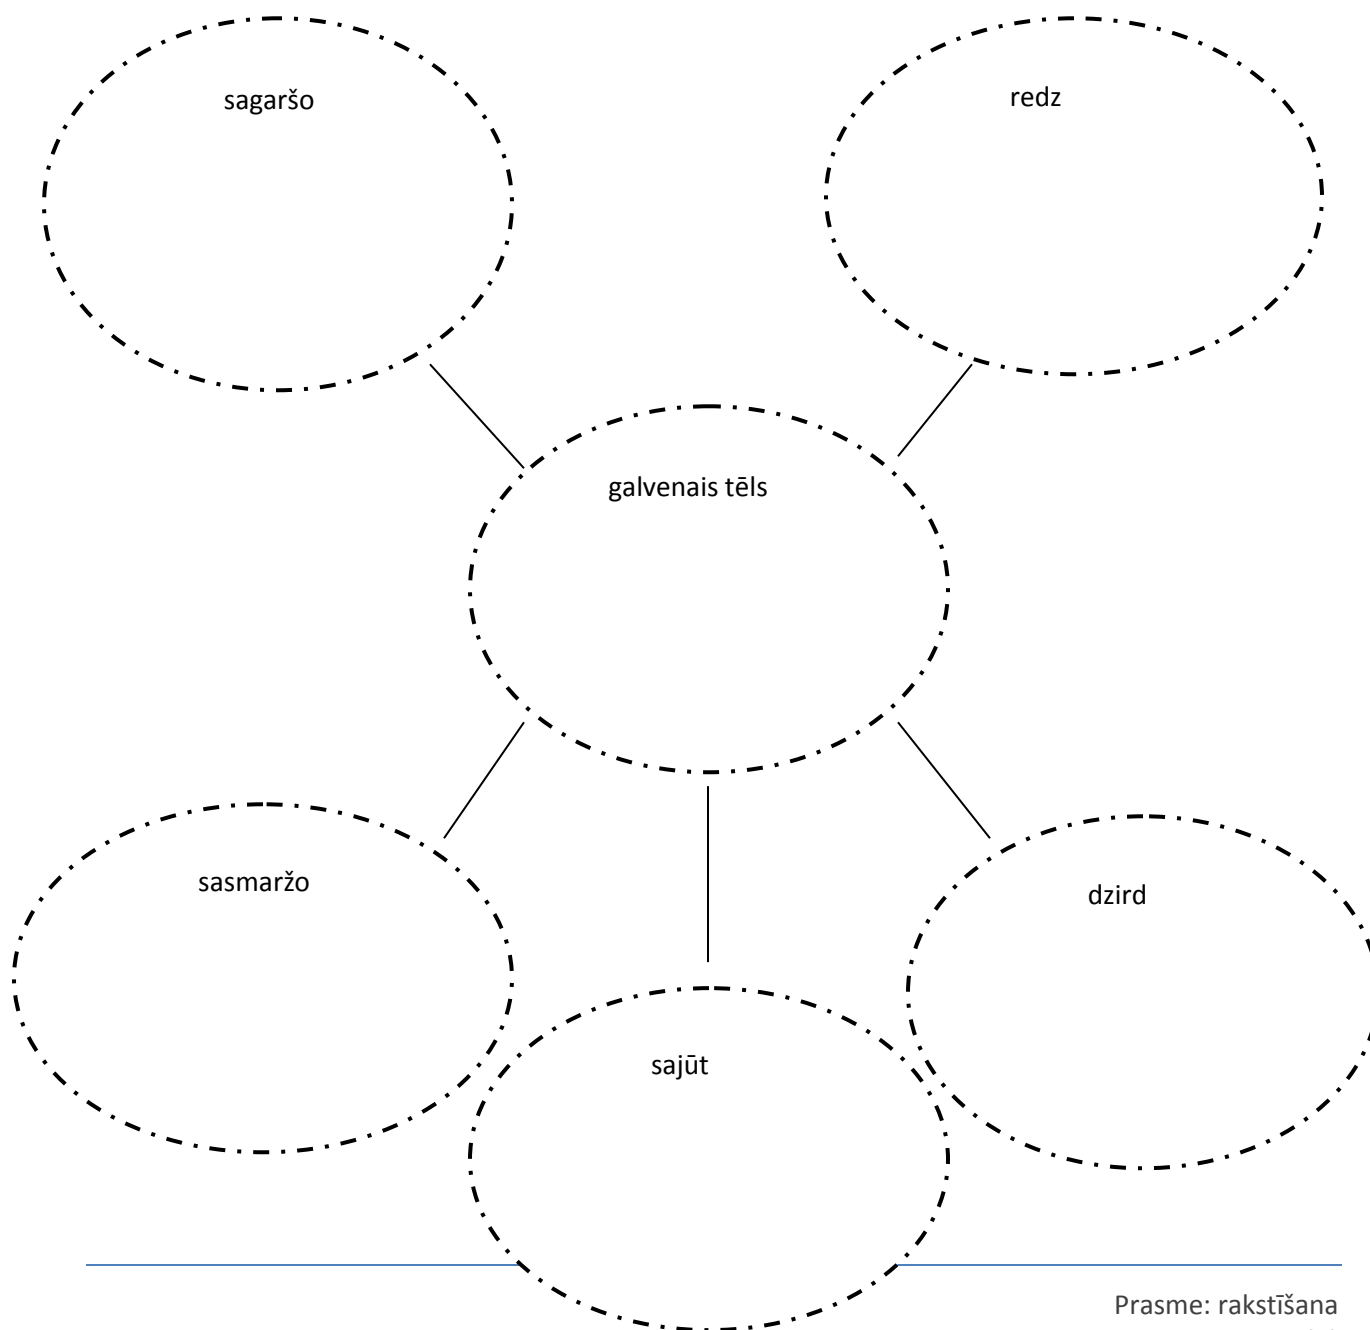 sagaršo
redz
galvenais tēls
sasmaržo
dzird
sajūt
Prasme: rakstīšana